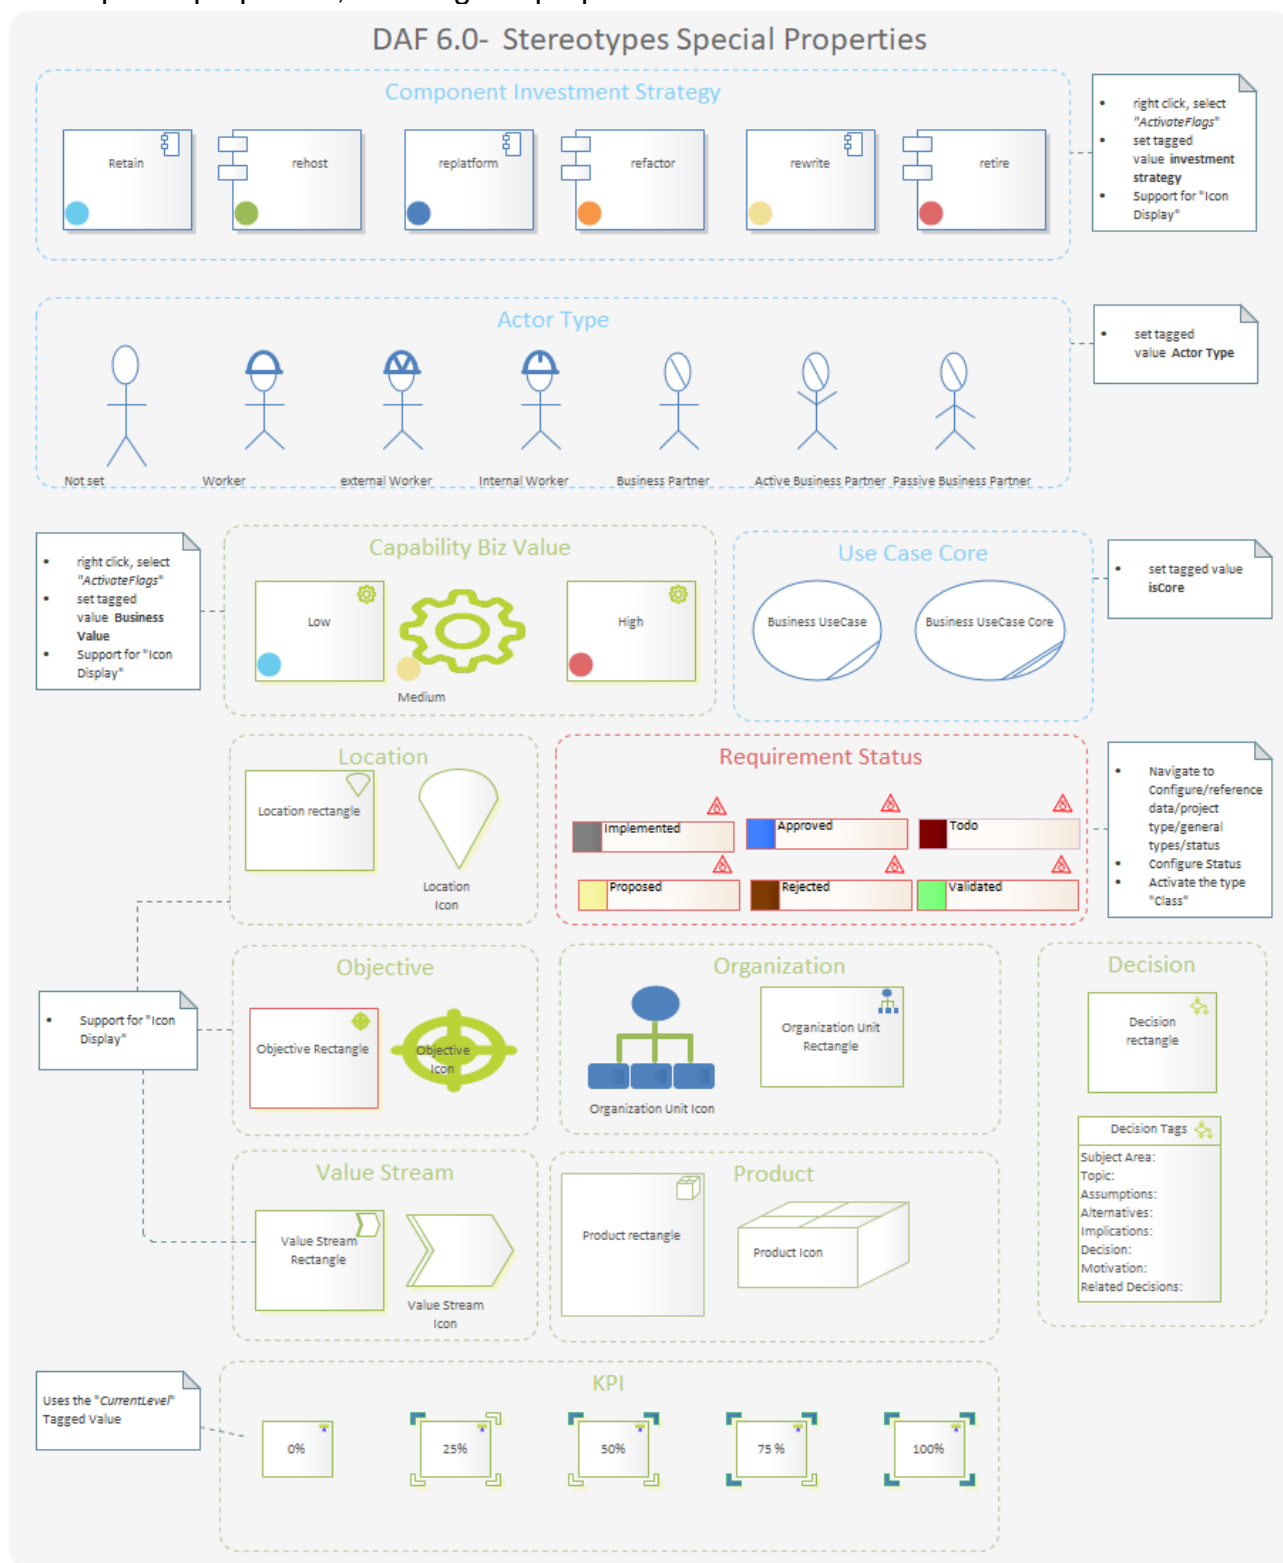 DAF 6.0- Stereotypes Special Properties
Component Investment Strategy
Retain
rehost
replatform
refactor
rewrite
retire
• right click, select
"ActivateFlags"
• set tagged
value investment
strategy
• Support for "Icon
Display"
Actor Type
Not set
Worker
external Worker
Internal Worker
Business Partner
Active Business Partner
Passive Business Partner
• set tagged
value Actor Type
• right click, select
"ActivateFlags"
• set tagged
value Business
Value
• Support for "Icon
Display"
Capability Biz Value
Low
Medium
High
Use Case Core
Business UseCase
Business UseCase Core
• set tagged value
isCore
Location
Location rectangle
Location
Icon
Requirement Status
Implemented
Approved
Todo
Proposed
Rejected
Validated
• Navigate to
Configure/reference
data/project
type/general
types/status
• Configure Status
• Activate the type
"Class"
• Support for "Icon
Display"
Objective
Objective Rectangle
Objective
Icon
Organization
Organization Unit Icon
Organization Unit
Rectangle
Decision
Decision
rectangle
Decision Tags
Subject Area:
Topic:
Assumptions:
Alternatives:
Implications:
Decision:
Motivation:
Related Decisions:
Value Stream
Value Stream
Rectangle
Value Stream
Icon
Product
Product rectangle
Product Icon
Uses the "CurrentLevel"
Tagged Value
KPI
0%
25%
50%
75 %
100%